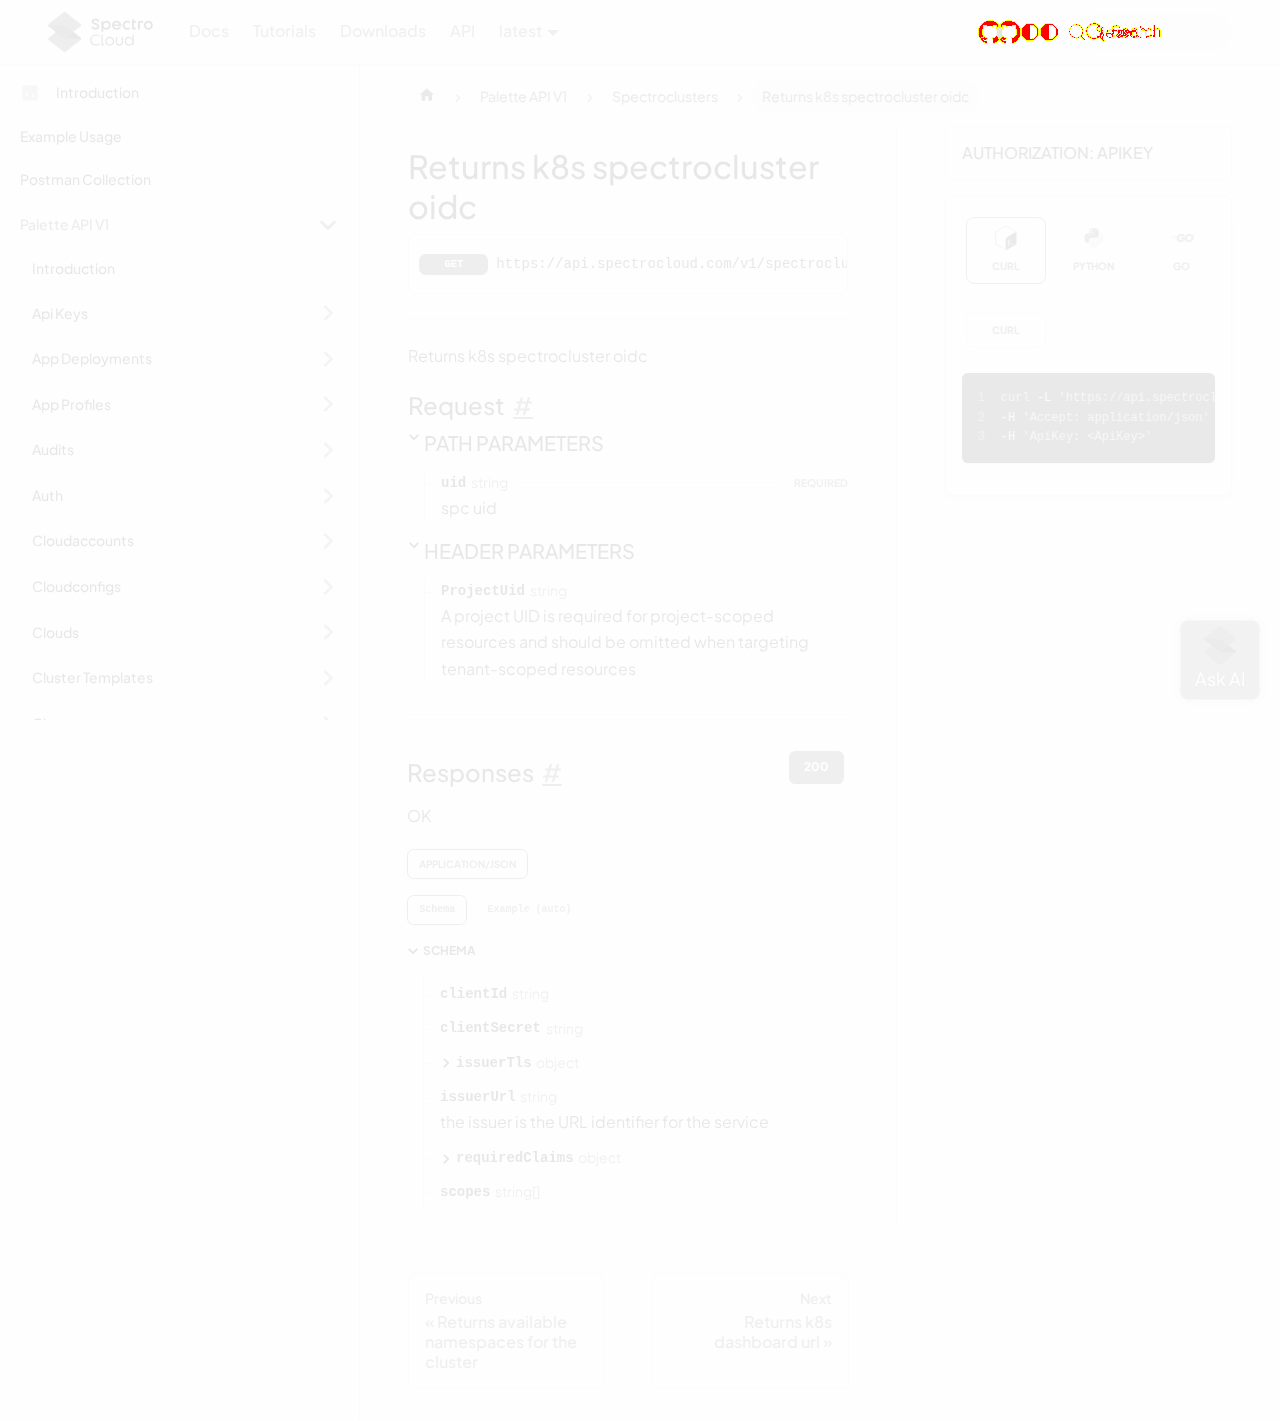 Spectro Cloud Docs Tutorials Downloads API latest Search
Introduction
Example Usage
Postman Collection
Palette API V1
Introduction
Api Keys
App Deployments
App Profiles
Audits
Auth
Cloudaccounts
Cloudconfigs
Clouds
Cluster Templates
Palette API V1 Spectroclusters Returns k8s spectrocluster oidc
Returns k8s spectrocluster
oidc
GET https://api.spectrocloud.com/v1/spectroclu
Returns k8s spectrocluster oidc
Request #
PATH PARAMETERS
uid string REQUIRED
spc uid
HEADER PARAMETERS
ProjectUid string
A project UID is required for project-scoped
resources and should be omitted when targeting
tenant-scoped resources
Responses # 200
OK
APPLICATION/JSON
Schema Example (auto)
SCHEMA
clientId string
clientSecret string
issuerTls object
issuerUrl string
the issuer is the URL identifier for the service
requiredClaims object
scopes string[]
Previous
« Returns available
namespaces for the
cluster
Next
Returns k8s
dashboard url »
AUTHORIZATION: APIKEY
CURL PYTHON GO
CURL
1 curl -L 'https://api.spectrocl
2 -H 'Accept: application/json'
3 -H 'ApiKey: <ApiKey>'
Ask AI